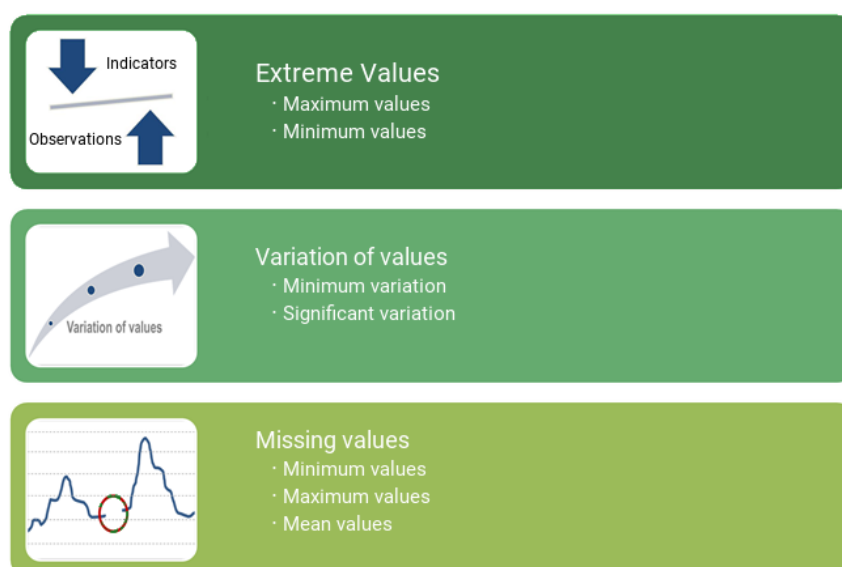 Indicators
Observations
Extreme Values
· Maximum values
· Minimum values
Variation of values
Variation of values
· Minimum variation
· Significant variation
Missing values
· Minimum values
· Maximum values
· Mean values